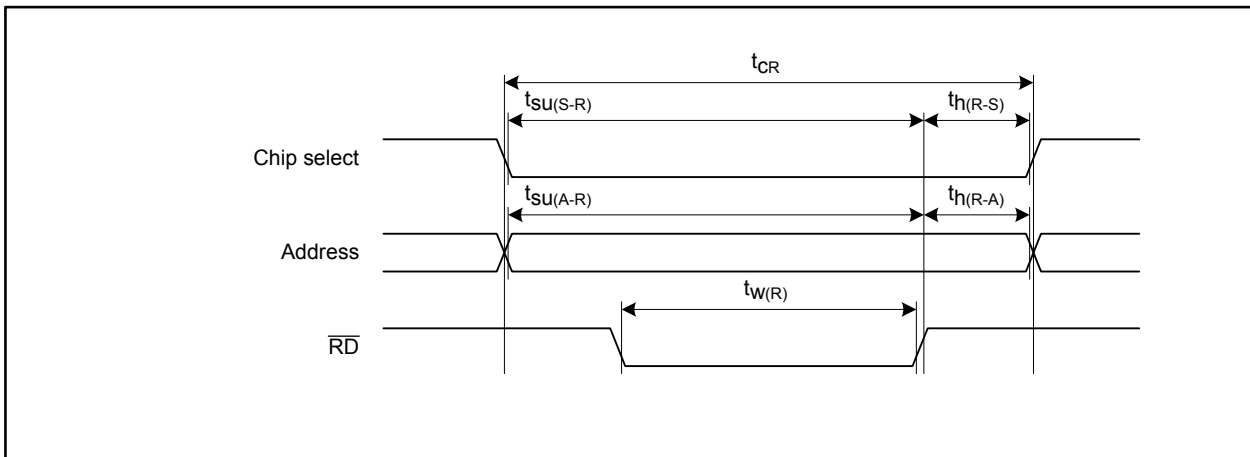 tcR
tsu(S-R) th(R-S)
Chip select
tsu(A-R) th(R-A)
Address
tw(R)
RD